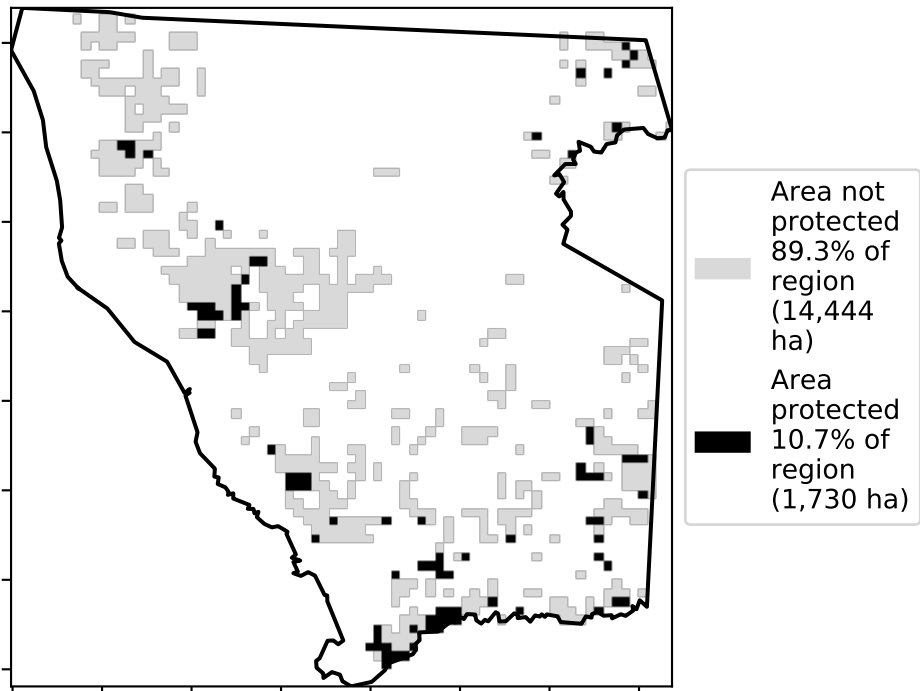 Area not
protected
89.3% of
region
(14,444
ha)
Area
protected
10.7% of
region
(1,730 ha)